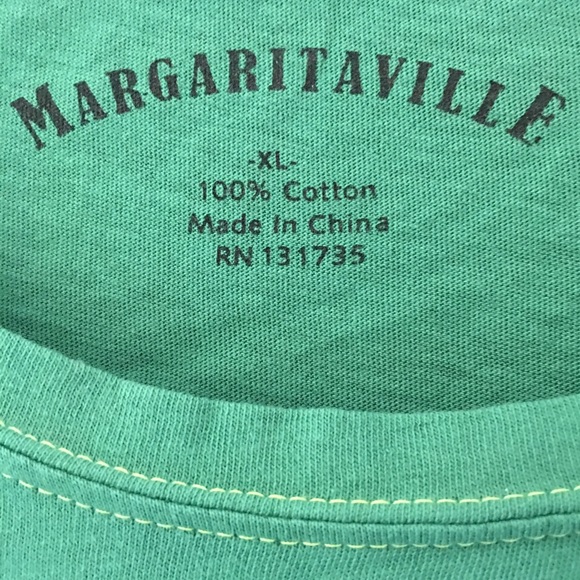 MARGARITAVILLE
-XL-
100% Cotton
Made In China
RN 131735